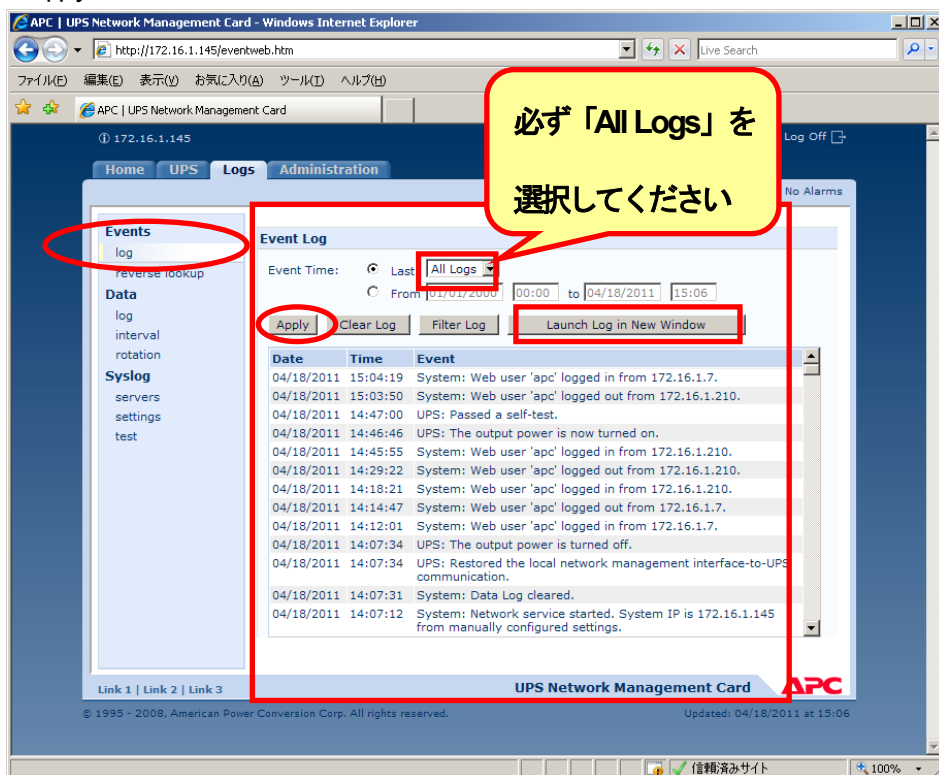 APC | UPS Network Management Card - Windows Internet Explorer
http://172.16.1.145/eventweb.htm
Live Search
ファイル(F) 編集(E) 表示(V) お気に入り(A) ツール(T) ヘルプ(H)
APC | UPS Network Management Card
必ず「All Logs」を
選択してください
172.16.1.145
Log Off
Home UPS Logs Administration
No Alarms
Events
log
reverse lookup
Data
log
interval
rotation
Syslog
servers
settings
test
Event Log
Event Time: Last All Logs
From 01/01/2000 00:00 to 04/18/2011 15:06
Apply Clear Log Filter Log Launch Log in New Window
Date Time Event
04/18/2011 15:04:19 System: Web user 'apc' logged in from 172.16.1.7.
04/18/2011 15:03:50 System: Web user 'apc' logged out from 172.16.1.210.
04/18/2011 14:47:00 UPS: Passed a self-test.
04/18/2011 14:46:46 UPS: The output power is now turned on.
04/18/2011 14:45:55 System: Web user 'apc' logged in from 172.16.1.210.
04/18/2011 14:29:22 System: Web user 'apc' logged out from 172.16.1.210.
04/18/2011 14:18:21 System: Web user 'apc' logged in from 172.16.1.210.
04/18/2011 14:14:47 System: Web user 'apc' logged out from 172.16.1.7.
04/18/2011 14:12:01 System: Web user 'apc' logged in from 172.16.1.7.
04/18/2011 14:07:34 UPS: The output power is turned off.
04/18/2011 14:07:34 UPS: Restored the local network management interface-to-UPS
communication.
04/18/2011 14:07:31 System: Data Log cleared.
04/18/2011 14:07:12 System: Network service started. System IP is 172.16.1.145
from manually configured settings.
Link 1 | Link 2 | Link 3
UPS Network Management Card
APC
© 1995 - 2008, American Power Conversion Corp. All rights reserved.
Updated: 04/18/2011 at 15:06
信頼済みサイト
100%